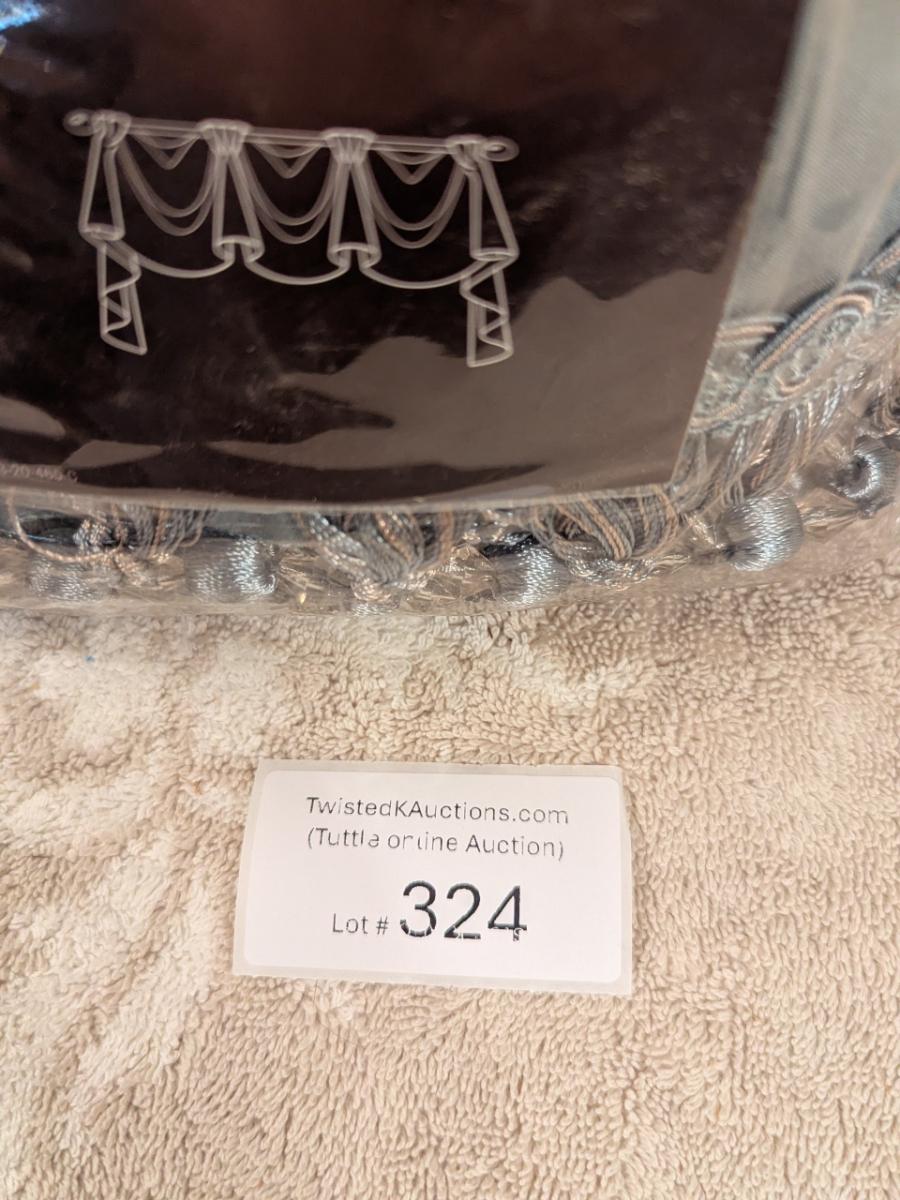 TwistedKAuctions.com
(Tuttle online Auction)
Lot # 324